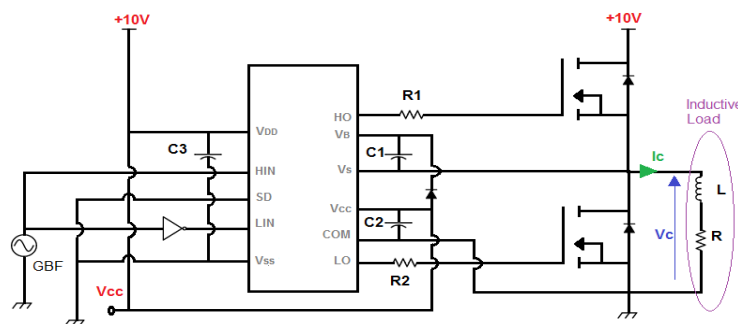 +10V
+10V
R1
HO
Inductive
Load
VDD
VB
C3
C1
HIN
Vs
Ic
L
SD
Vcc
C2
LIN
COM
Vc
R
GBF
Vss
LO
R2
Vcc